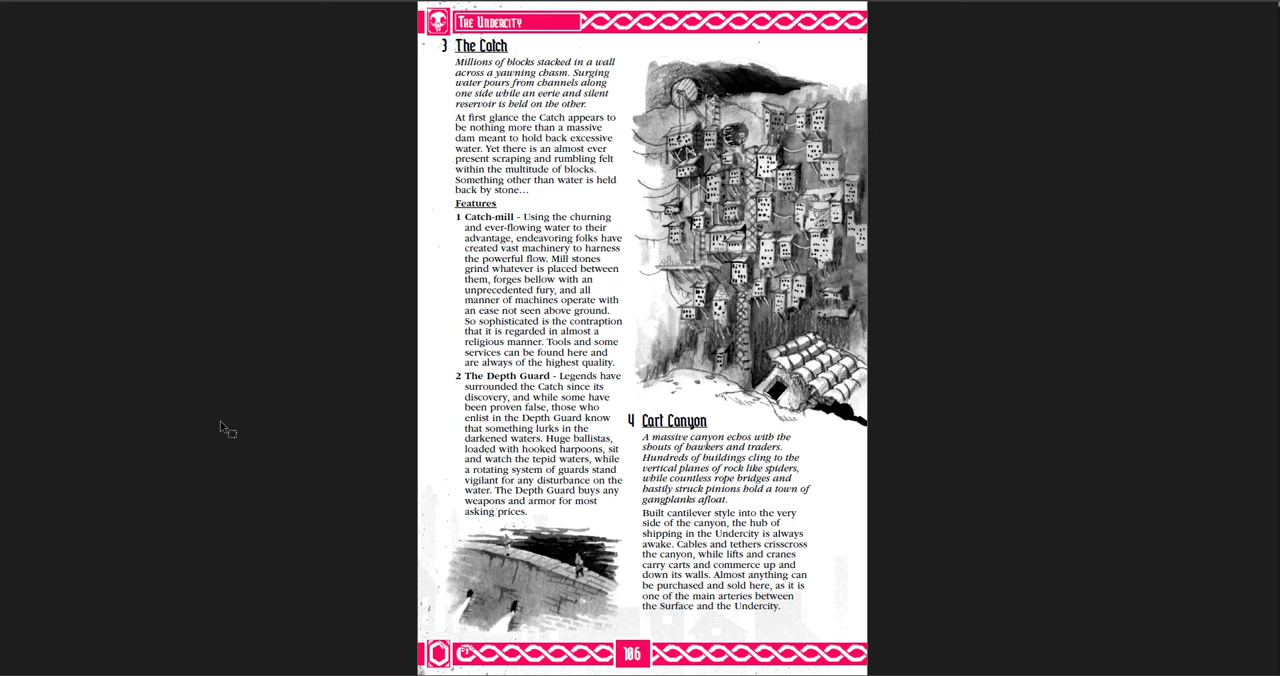 The Undercity
3 The Catch
Millions of blocks stacked in a wall
across a yawning chasm. Surging
water pours from channels along
one side while an eerie and silent
reservoir is held on the other.
At first glance the Catch appears to
be nothing more than a massive
dam meant to hold back excessive
water. Yet there is an almost ever
present scraping and rumbling felt
within the multitude of blocks.
Something other than water is held
back by stone...
Features
1 Catch-mill - Using the churning
and ever-flowing water to their
advantage, endeavoring folks have
created vast machinery to harness
the powerful flow. Mill stones
grind whatever is placed between
them, forges bellow with an
unprecedented fury, and all
manner of machines operate with
an ease not seen above ground.
So sophisticated is the contraption
that it is regarded in almost a
religious manner. Tools and some
services can be found here and
are always of the highest quality.
2 The Depth Guard - Legends have
surrounded the Catch since its
discovery, and while some have
been proven false, those who
enlist in the Depth Guard know
that something lurks in the
darkened waters. Huge ballistas,
loaded with hooked harpoons, sit
and watch the tepid waters, while
a rotating system of guards stand
vigilant for any disturbance on the
water. The Depth Guard buys any
weapons and armor for most
asking prices.
4 Cart Canyon
A massive canyon echos with the
shouts of hawkers and traders.
Hundreds of buildings cling to the
vertical planes of rock like spiders,
while countless rope bridges and
hastily struck pinions hold a town of
gangplanks afloat.
Built cantilever style into the very
side of the canyon, the hub of
shipping in the Undercity is always
awake. Cables and tethers crisscross
the canyon, while lifts and cranes
carry carts and commerce up and
down its walls. Almost anything can
be purchased and sold here, as it is
one of the main arteries between
the Surface and the Undercity.
106